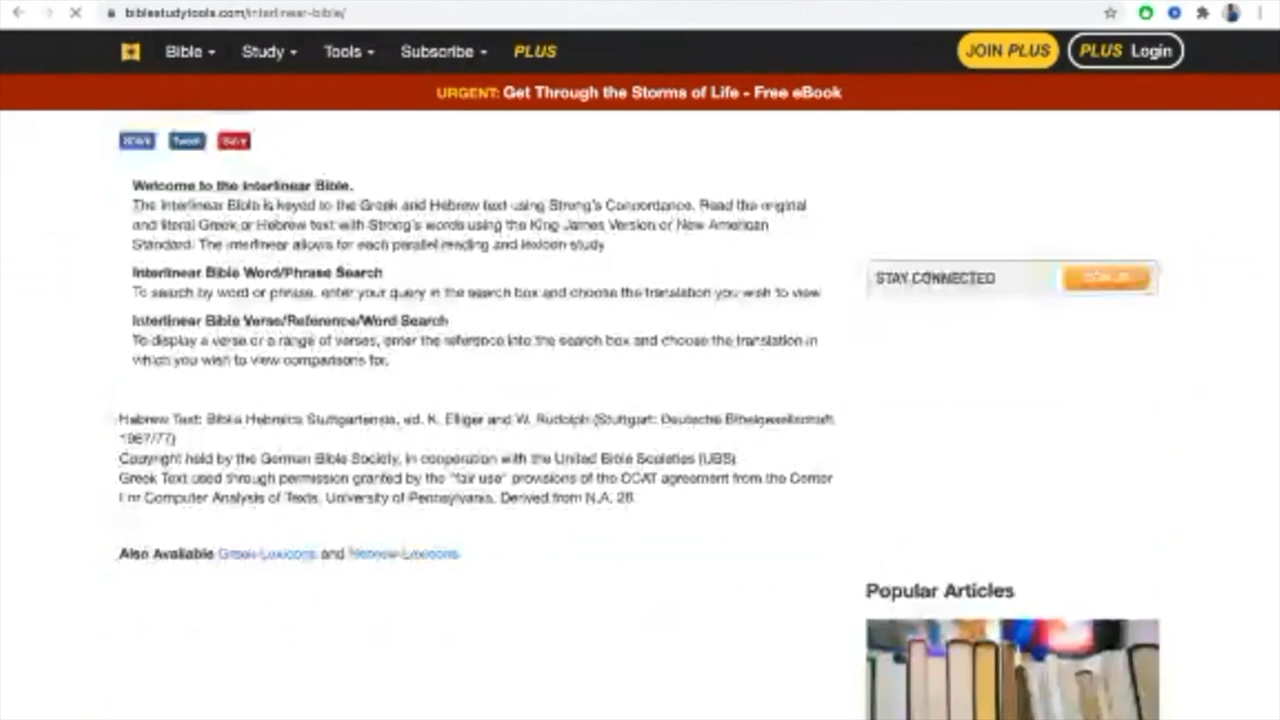 biblestudytools.com/interlinear-bible/
Bible Study Tools Subscribe PLUS JOIN PLUS PLUS Login
URGENT: Get Through the Storms of Life - Free eBook
Tweet Save
Welcome to the Interlinear Bible.
The Interlinear Bible is keyed to the Greek and Hebrew text using Strong's Concordance. Read the original
and literal Greek or Hebrew text with Strong's words using the King James Version or New American
Standard. The interlinear allows for each parallel reading and lexicon study.
Interlinear Bible Word/Phrase Search
To search by word or phrase, enter your query in the search box and choose the translation you wish to view
Interlinear Bible Verse/Reference/Word Search
To display a verse or a range of verses, enter the reference into the search box and choose the translation in
which you wish to view comparisons for.
STAY CONNECTED SIGN UP
Hebrew Text: Biblia Hebraica Stuttgartensia, ed. K. Elliger and W. Rudolph (Stuttgart: Deutsche Bibelgesellschaft,
1967/77)
Copyright held by the German Bible Society, in cooperation with the United Bible Societies (UBS).
Greek Text used through permission granted by the "fair use" provisions of the CCAT agreement from the Center
For Computer Analysis of Texts, University of Pennsylvania. Derived from N.A. 26.
Also Available Greek Lexicons and Hebrew Lexicons
Popular Articles